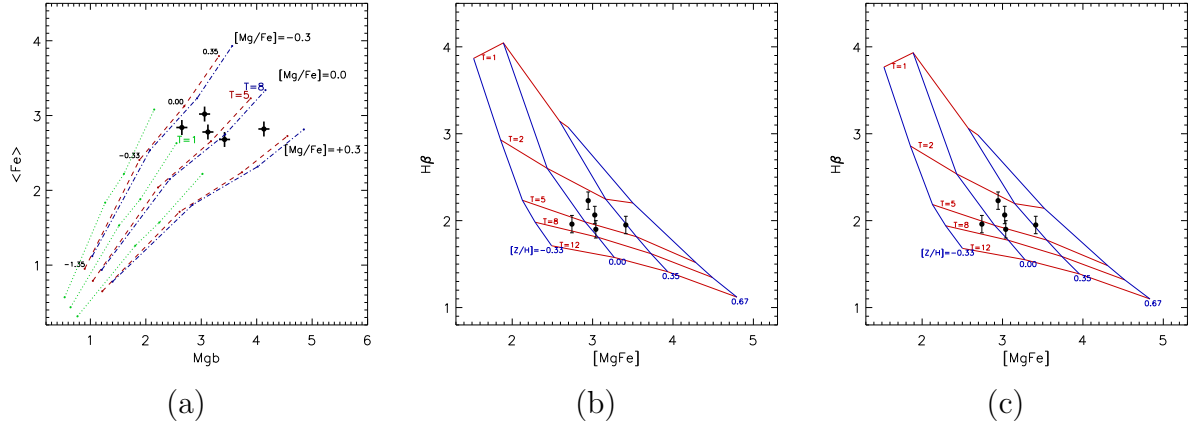 [Mg/Fe]=−0.3
0.35
[Mg/Fe]=0.0
T=8
T=5
0.00
T=1
−0.33
[Mg/Fe]=+0.3
−1.35
4
3
2
1
<Fe>
1 2 3 4 5 6
Mgb
(a)
T=1
T=2
T=5
T=8
T=12
[Z/H]=−0.33
0.00
0.35
0.67
4
3
2
1
Hβ
2 3 4 5
[MgFe]
(b)
T=1
T=2
T=5
T=8
T=12
[Z/H]=−0.33
0.00
0.35
0.67
4
3
2
1
Hβ
2 3 4 5
[MgFe]
(c)